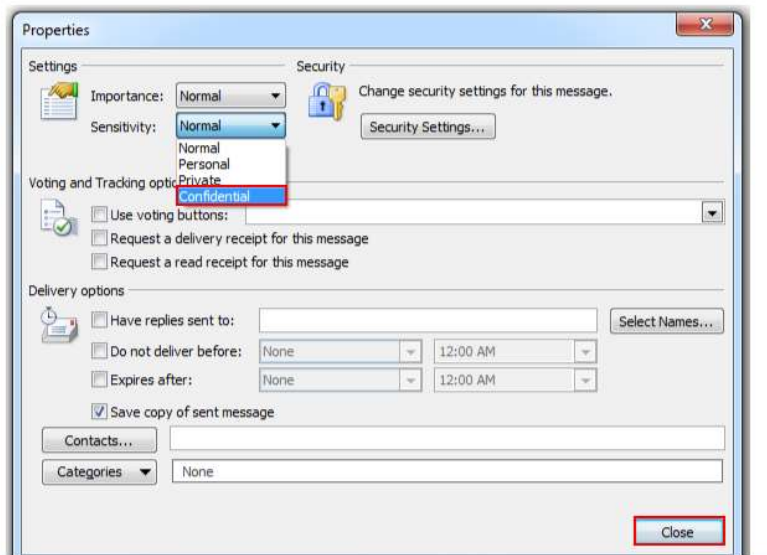 Properties
Settings Security
Importance: Normal Change security settings for this message.
Sensitivity: Normal Security Settings...
Normal
Personal
Private
Confidential
Voting and Tracking optic
Use voting buttons:
Request a delivery receipt for this message
Request a read receipt for this message
Delivery options
Have replies sent to: Select Names...
Do not deliver before: None 12:00 AM
Expires after: None 12:00 AM
Save copy of sent message
Contacts...
Categories None
Close